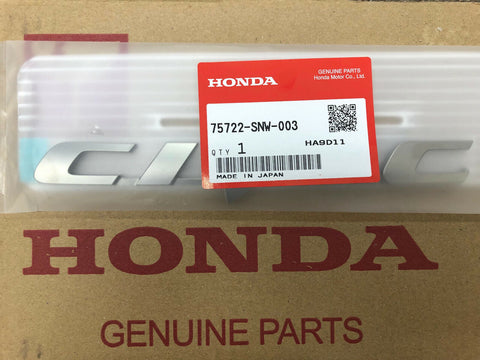 HONDA
GENUINE PARTS
Honda Motor Co., Ltd.
75722-SNW-003
QTY 1
HA9D11
MADE IN JAPAN
HONDA
GENUINE PARTS